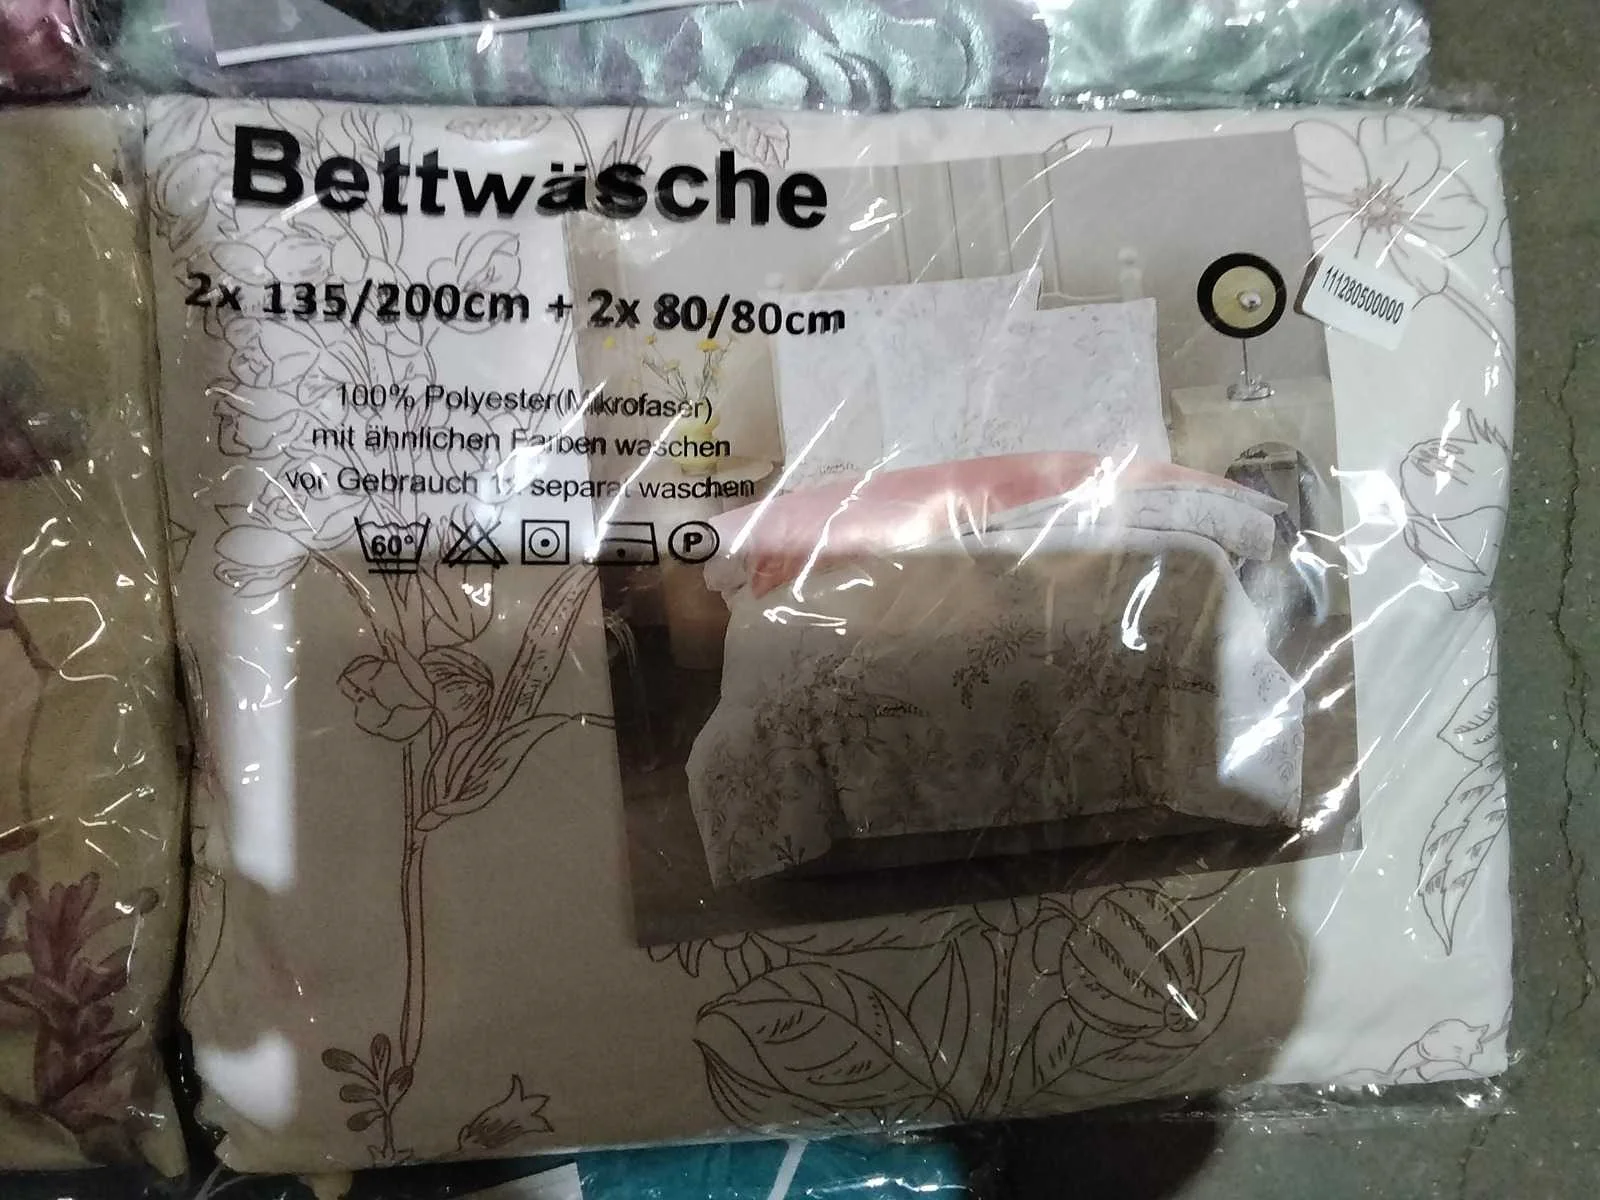 Bettwäsche
2x 135/200cm + 2x 80/80cm
111280500000
100% Polyester(Mikrofaser)
mit ähnlichen Farben waschen
vor Gebrauch 1x separat waschen
60° P